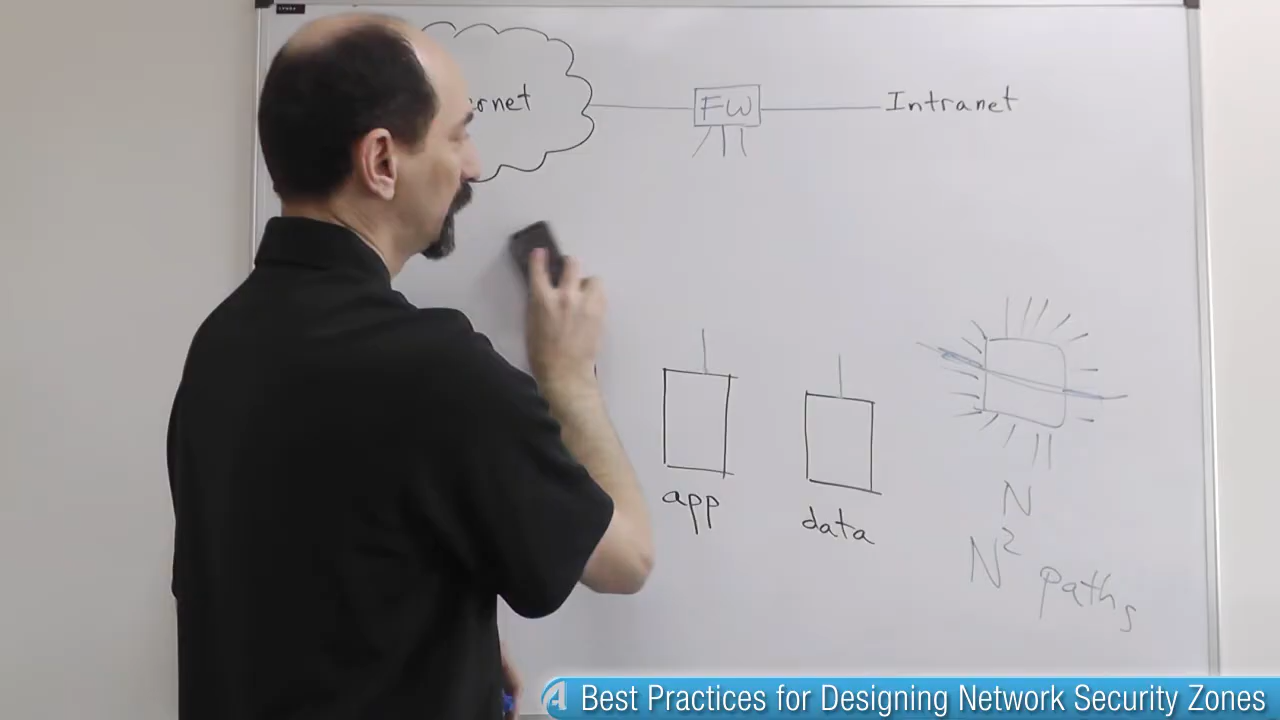 ernet
FW
Intranet
app
data
N
N² paths
Best Practices for Designing Network Security Zones